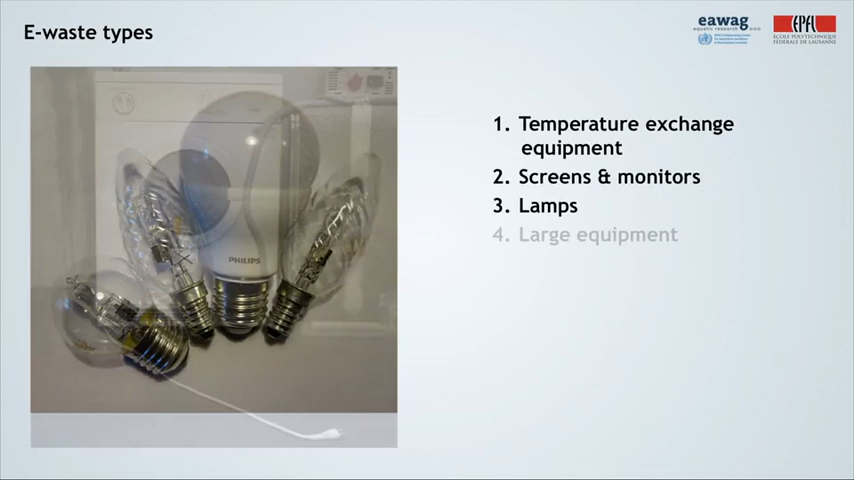 E-waste types
eawag
aquatic research
EPFL
ECOLE POLYTECHNIQUE
FÉDÉRALE DE LAUSANNE
1. Temperature exchange
equipment
2. Screens & monitors
3. Lamps
4. Large equipment
PHILIPS